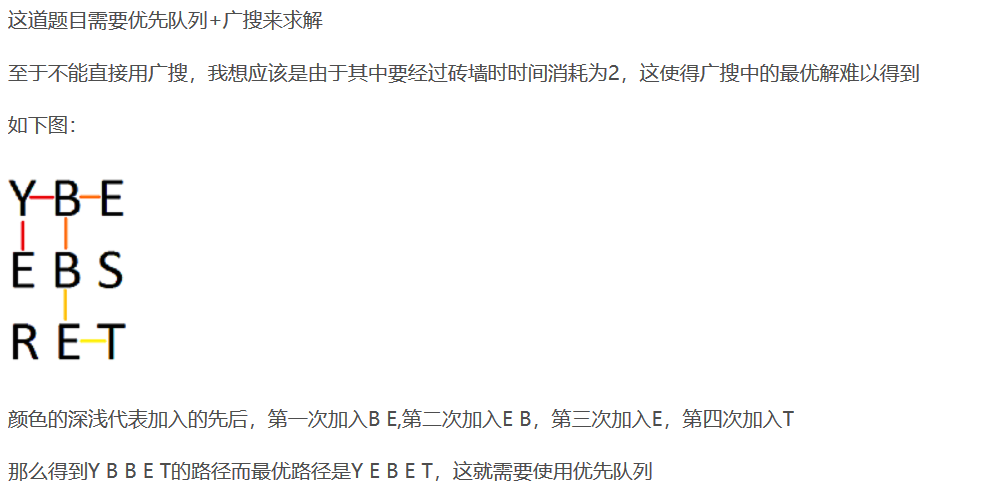 这道题目需要优先队列+广搜来求解
至于不能直接用广搜，我想应该是由于其中要经过砖墙时时间消耗为2，这使得广搜中的最优解难以得到
如下图：
Y B E
E B S
R E T
颜色的深浅代表加入的先后，第一次加入B E,第二次加入E B，第三次加入E，第四次加入T
那么得到Y B B E T的路径而最优路径是Y E B E T，这就需要使用优先队列